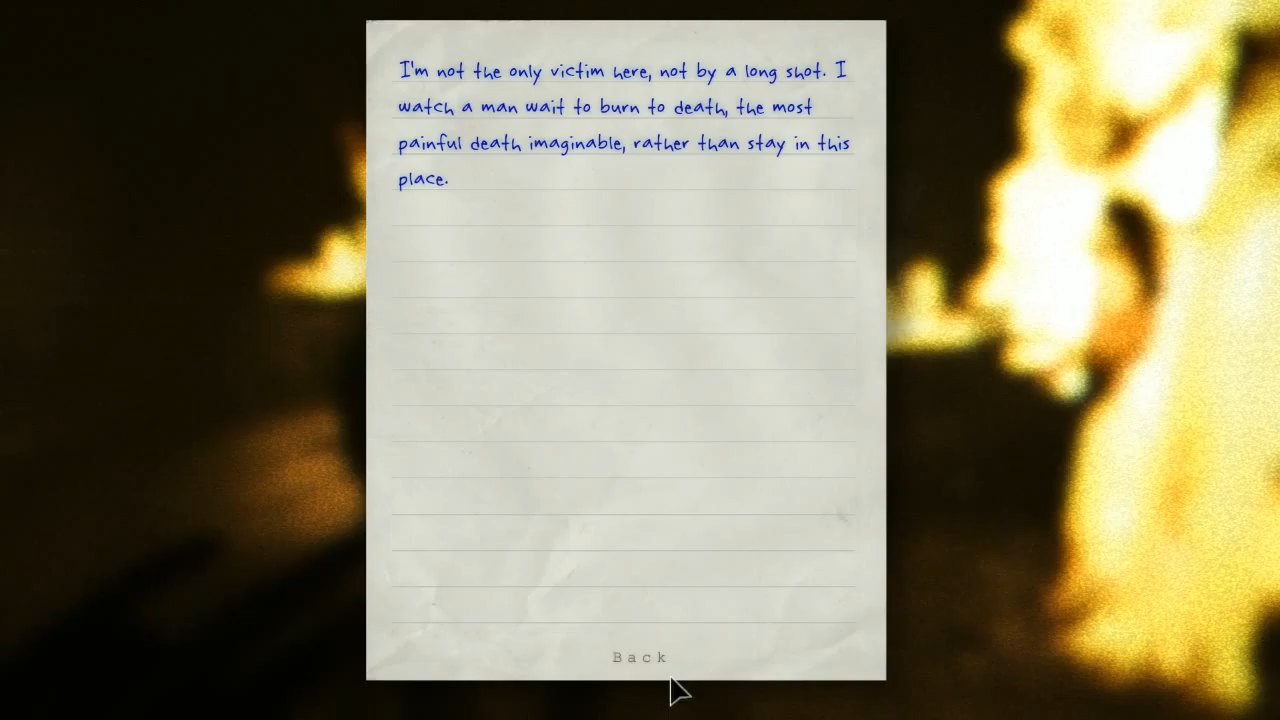 I'm not the only victim here, not by a long shot. I
watch a man wait to burn to death, the most
painful death imaginable, rather than stay in this
place.
Back